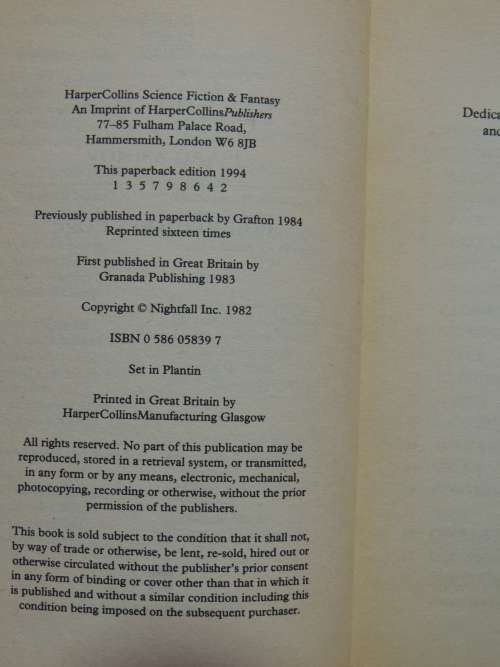 HarperCollins Science Fiction & Fantasy
An Imprint of HarperCollinsPublishers
77–85 Fulham Palace Road,
Hammersmith, London W6 8JB
This paperback edition 1994
1 3 5 7 9 8 6 4 2
Previously published in paperback by Grafton 1984
Reprinted sixteen times
First published in Great Britain by
Granada Publishing 1983
Copyright © Nightfall Inc. 1982
ISBN 0 586 05839 7
Set in Plantin
Printed in Great Britain by
HarperCollinsManufacturing Glasgow
All rights reserved. No part of this publication may be
reproduced, stored in a retrieval system, or transmitted,
in any form or by any means, electronic, mechanical,
photocopying, recording or otherwise, without the prior
permission of the publishers.
This book is sold subject to the condition that it shall not,
by way of trade or otherwise, be lent, re-sold, hired out or
otherwise circulated without the publisher's prior consent
in any form of binding or cover other than that in which it
is published and without a similar condition including this
condition being imposed on the subsequent purchaser.
Dedica
and